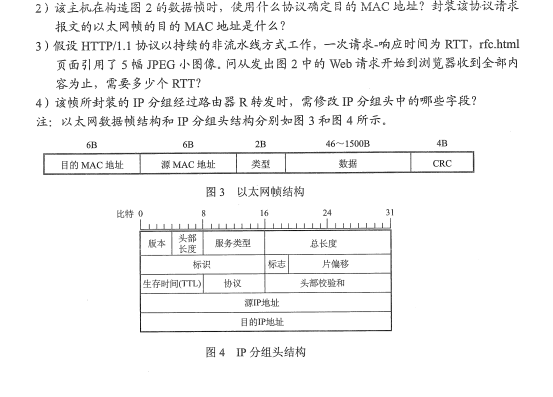 2）该主机在构造图 2 的数据帧时，使用什么协议确定目的 MAC 地址？封装该协议请求
报文的以太网帧的目的 MAC 地址是什么？
3）假设 HTTP/1.1 协议以持续的非流水线方式工作，一次请求-响应时间为 RTT，rfc.html
页面引用了 5 幅 JPEG 小图像。问从发出图 2 中的 Web 请求开始到浏览器收到全部内
容为止，需要多少个 RTT？
4）该帧所封装的 IP 分组经过路由器 R 转发时，需修改 IP 分组头中的哪些字段？
注：以太网数据帧结构和 IP 分组头结构分别如图 3 和图 4 所示。
6B 6B 2B 46～1500B 4B
目的 MAC 地址 源 MAC 地址 类型 数据 CRC
图 3 以太网帧结构
比特 0 8 16 24 31
版本 头部长度 服务类型 总长度
标识 标志 片偏移
生存时间(TTL) 协议 头部校验和
源IP地址
目的IP地址
图 4 IP 分组头结构